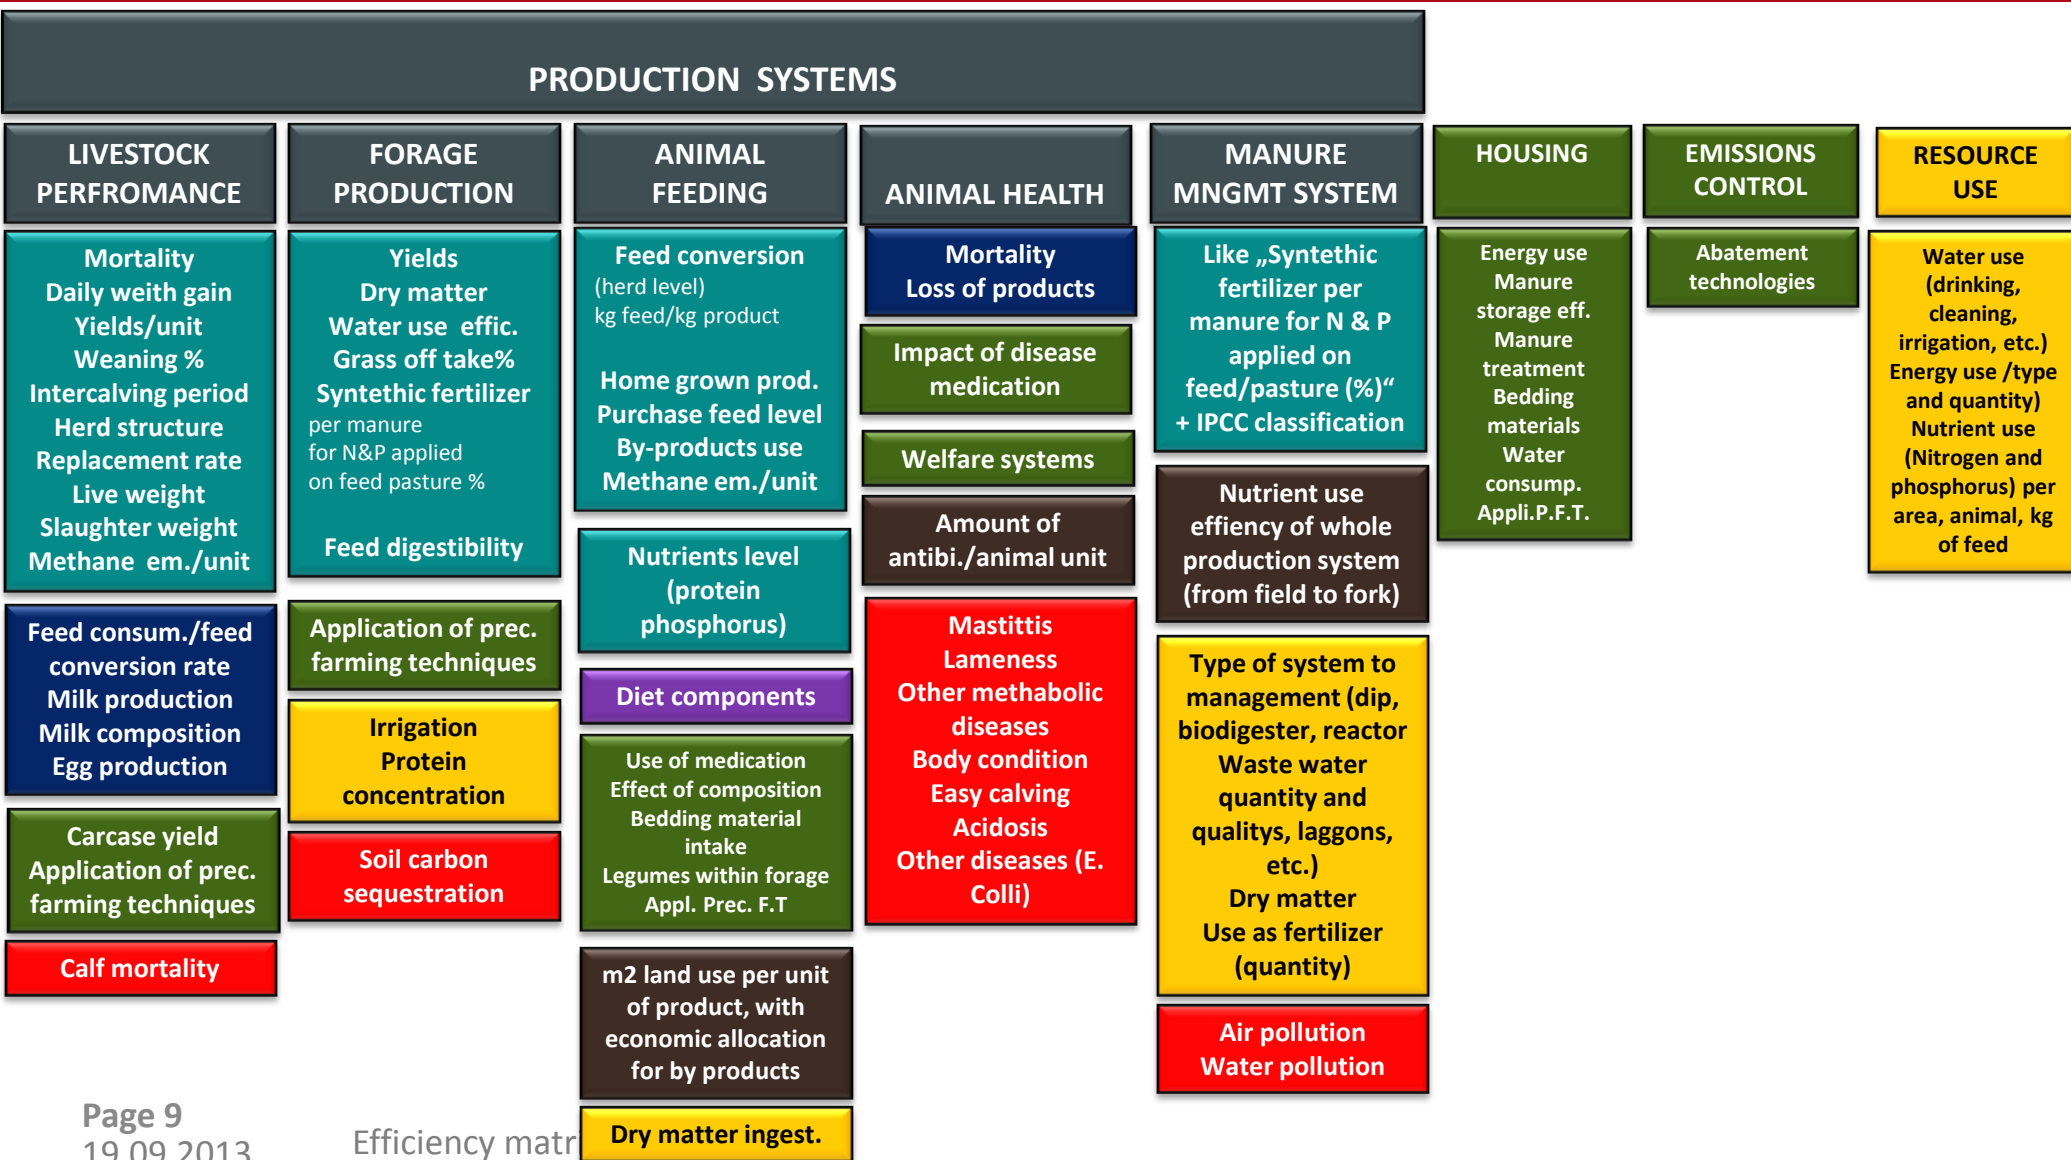 PRODUCTION SYSTEMS
LIVESTOCK
PERFROMANCE
Mortality
Daily weith gain
Yields/unit
Weaning %
Intercalving period
Herd structure
Replacement rate
Live weight
Slaughter weight
Methane em./unit
Feed consum./feed
conversion rate
Milk production
Milk composition
Egg production
Carcase yield
Application of prec.
farming techniques
Calf mortality
FORAGE
PRODUCTION
Yields
Dry matter
Water use effic.
Grass off take%
Syntethic fertilizer
per manure
for N&P applied
on feed pasture %
Feed digestibility
Application of prec.
farming techniques
Irrigation
Protein
concentration
Soil carbon
sequestration
ANIMAL
FEEDING
Feed conversion
(herd level)
kg feed/kg product
Home grown prod.
Purchase feed level
By-products use
Methane em./unit
Nutrients level
(protein
phosphorus)
Diet components
Use of medication
Effect of composition
Bedding material
intake
Legumes within forage
Appl. Prec. F.T
m2 land use per unit
of product, with
economic allocation
for by products
Dry matter ingest.
ANIMAL HEALTH
Mortality
Loss of products
Impact of disease
medication
Welfare systems
Amount of
antibi./animal unit
Mastittis
Lameness
Other methabolic
diseases
Body condition
Easy calving
Acidosis
Other diseases (E.
Colli)
MANURE
MNGMT SYSTEM
Like „Syntethic
fertilizer per
manure for N & P
applied on
feed/pasture (%)“
+ IPCC classification
Nutrient use
effiency of whole
production system
(from field to fork)
Type of system to
management (dip,
biodigester, reactor
Waste water
quantity and
qualitys, laggons,
etc.)
Dry matter
Use as fertilizer
(quantity)
Air pollution
Water pollution
HOUSING
Energy use
Manure
storage eff.
Manure
treatment
Bedding
materials
Water
consump.
Appli.P.F.T.
EMISSIONS
CONTROL
Abatement
technologies
RESOURCE
USE
Water use
(drinking,
cleaning,
irrigation, etc.)
Energy use /type
and quantity)
Nutrient use
(Nitrogen and
phosphorus) per
area, animal, kg
of feed
Page 9
19.09.2013
Efficiency matr